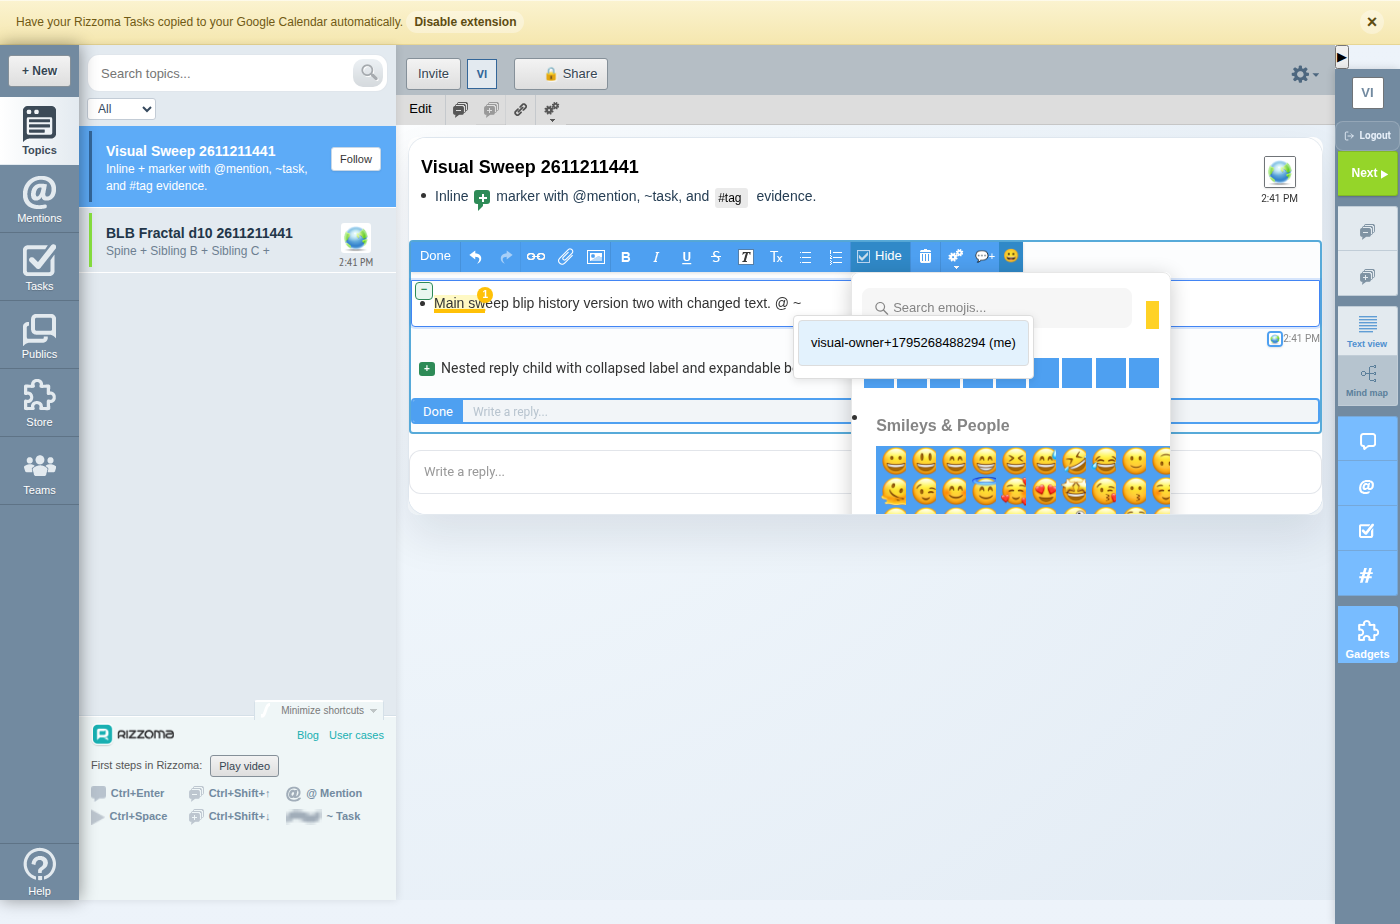 Have your Rizzoma Tasks copied to your Google Calendar automatically. Disable extension ×
+ New
Topics
Mentions
Tasks
Publics
Store
Teams
Help
Search topics...
All
Visual Sweep 2611211441
Inline + marker with @mention, ~task,
and #tag evidence.
Follow
BLB Fractal d10 2611211441
Spine + Sibling B + Sibling C +
2:41 PM
Minimize shortcuts
RIZZOMA
Blog User cases
First steps in Rizzoma: Play video
Ctrl+Enter Ctrl+Shift+↑ @ Mention
Ctrl+Space Ctrl+Shift+↓ ~ Task
Invite VI Share
Edit
Visual Sweep 2611211441
Inline + marker with @mention, ~task, and #tag evidence.
2:41 PM
Done B I U S T Tx Hide
1
Main sweep blip history version two with changed text. @ ~
Search emojis...
visual-owner+1795268488294 (me)
2:41 PM
Nested reply child with collapsed label and expandable
Done Write a reply...
Smileys & People
Write a reply...
VI
Logout
Next ▶
Text view
Mind map
@
#
Gadgets